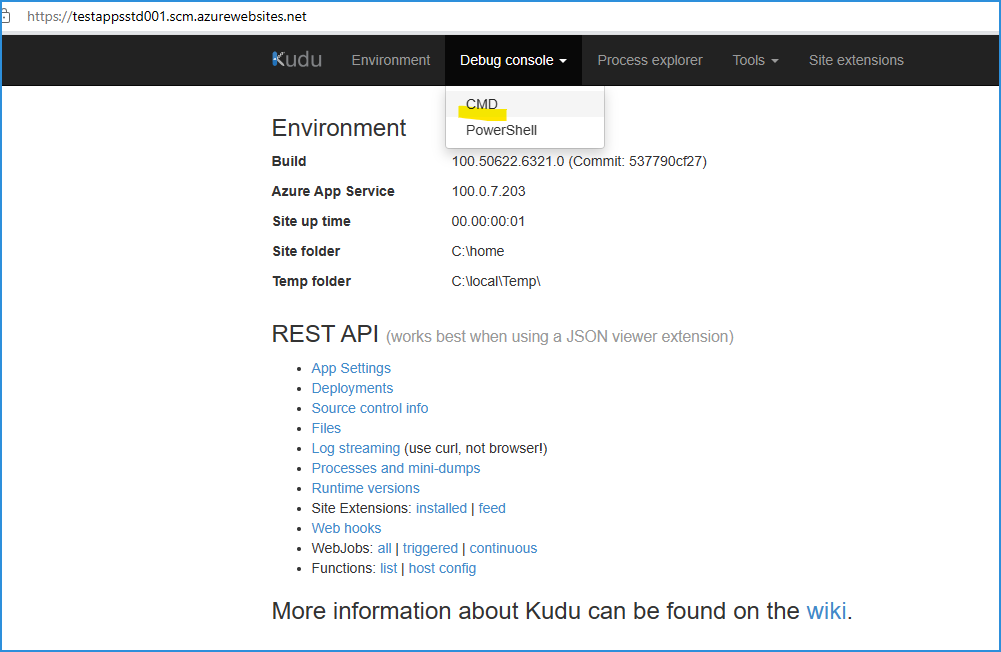 https://testappsstd001.scm.azurewebsites.net
Kudu Environment Debug console Process explorer Tools Site extensions
CMD
PowerShell
Environment
Build 100.50622.6321.0 (Commit: 537790cf27)
Azure App Service 100.0.7.203
Site up time 00.00:00:01
Site folder C:\home
Temp folder C:\local\Temp\
REST API (works best when using a JSON viewer extension)
App Settings
Deployments
Source control info
Files
Log streaming (use curl, not browser!)
Processes and mini-dumps
Runtime versions
Site Extensions: installed | feed
Web hooks
WebJobs: all | triggered | continuous
Functions: list | host config
More information about Kudu can be found on the wiki.